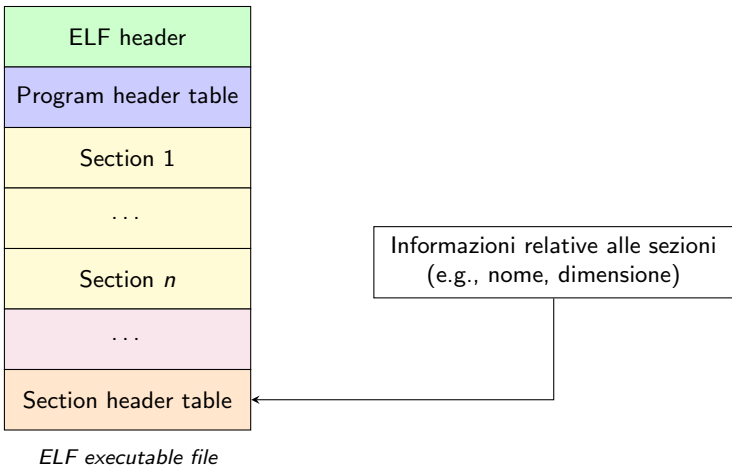 ELF header
Program header table
Section 1
...
Section n
...
Section header table
ELF executable file
Informazioni relative alle sezioni
(e.g., nome, dimensione)